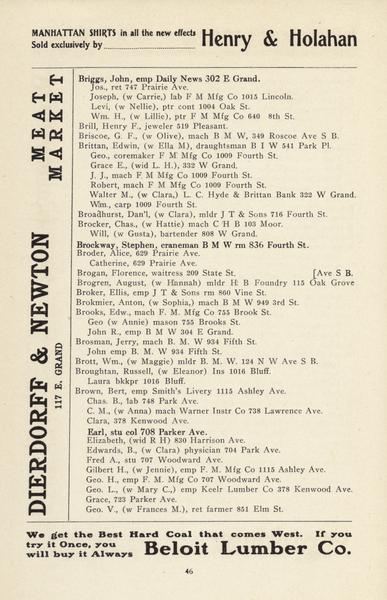 MANHATTAN SHIRTS in all the new effects
Sold exclusively by
Henry & Holahan
DIERDORFF & NEWTON MEAT MARKET
117 E. GRAND
Briggs, John, emp Daily News 302 E Grand.
Jos., ret 747 Prairie Ave.
Joseph, (w Carrie,) lab F M Mfg Co 1015 Lincoln.
Levi, (w Nellie), ptr cont 1004 Oak St.
Wm. H., (w Lillie), ptr F M Mfg Co 640 8th St.
Brill, Henry F., jeweler 519 Pleasant.
Briscoe, G. F., (w Olive), mach B M W, 349 Roscoe Ave S B.
Brittan, Edwin, (w Ella M), draughtsman B I W 541 Park Pl.
Geo., coremaker F M Mfg Co 1009 Fourth St.
Grace E., (wid L. H.), 332 W Grand.
J. J., mach F M Mfg Co 1009 Fourth St.
Robert, mach F M Mfg Co 1009 Fourth St.
Walter M., (w Clara,) L. C. Hyde & Brittan Bank 322 W Grand.
Wm., carp 1009 Fourth St.
Broadhurst, Dan'l, (w Clara), mldr J T & Sons 716 Fourth St.
Brocker, Chas., (w Hattie) mach C H B 103 Moor.
Will, (w Gusta), bartender 808 W Grand.
Brockway, Stephen, craneman B M W rm 836 Fourth St.
Broder, Alice, 629 Prairie Ave.
Catherine, 629 Prairie Ave.
Brogan, Florence, waitress 209 State St. [Ave S B.
Brogren, August, (w Hannah) mldr H B Foundry 115 Oak Grove
Broker, Ellis, emp J T & Sons rm 860 Vine St.
Brokmier, Anton, (w Sophia,) mach B M W 949 3rd St.
Brooks, Edw., mach F. M. Mfg Co 755 Brook St.
Geo (w Annie) mason 755 Brooks St.
John R., emp B M W 304 E Grand.
Brosman, Jerry, mach B. M. W 934 Fifth St.
John emp B. M. W 934 Fifth St.
Brott, Wm., (w Maggie) mldr B. M. W. 124 N W Ave S B.
Broughtan, Russell, (w Eleanor) Ins 1016 Bluff.
Laura bkkpr 1016 Bluff.
Brown, Bert, emp Smith's Livery 1115 Ashley Ave.
Chas. B., lab 748 Park Ave.
C. M., (w Anna) mach Warner Instr Co 738 Lawrence Ave.
Clara, 378 Kenwood Ave.
Earl, stu col 708 Parker Ave.
Elizabeth, (wid R H) 830 Harrison Ave.
Edwards, B., (w Clara) physician 704 Park Ave.
Fred A., stu 707 Woodward Ave.
Gilbert H., (w Jennie), emp F. M. Mfg Co 1115 Ashley Ave.
Geo. H., emp F. M. Mfg Co 707 Woodward Ave.
Geo. L., (w Mary C.,) emp Keelr Lumber Co 378 Kenwood Ave.
Grace, 723 Parker Ave.
Geo. V., (w Frances M.), ret farmer 851 Elm St.
We get the Best Hard Coal that comes West. If you
try it Once, you
will buy it Always
Beloit Lumber Co.
46